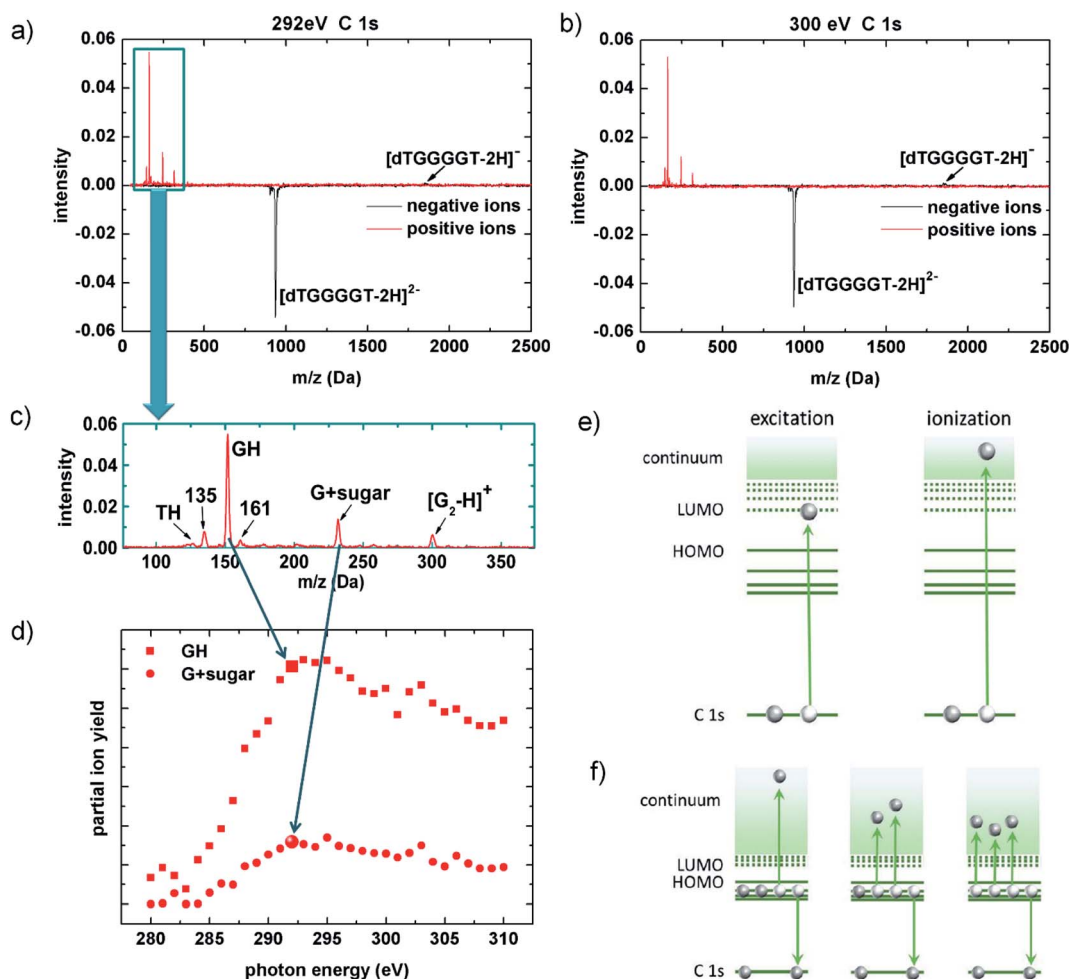 a)
292eV C 1s
0.06
0.04
0.02
0.00
-0.02
-0.04
-0.06
intensity
[dTGGGGT-2H]⁻
negative ions
positive ions
[dTGGGGT-2H]²⁻
0 500 1000 1500 2000 2500
m/z (Da)
b)
300 eV C 1s
0.06
0.04
0.02
0.00
-0.02
-0.04
-0.06
intensity
[dTGGGGT-2H]⁻
negative ions
positive ions
[dTGGGGT-2H]²⁻
0 500 1000 1500 2000 2500
m/z (Da)
c)
0.06
0.04
0.02
0.00
intensity
TH
135
GH
161
G+sugar
[G₂-H]⁺
100 150 200 250 300 350
m/z (Da)
d)
GH
G+sugar
partial ion yield
280 285 290 295 300 305 310
photon energy (eV)
e)
excitation ionization
continuum
LUMO
HOMO
C 1s
f)
continuum
LUMO
HOMO
C 1s